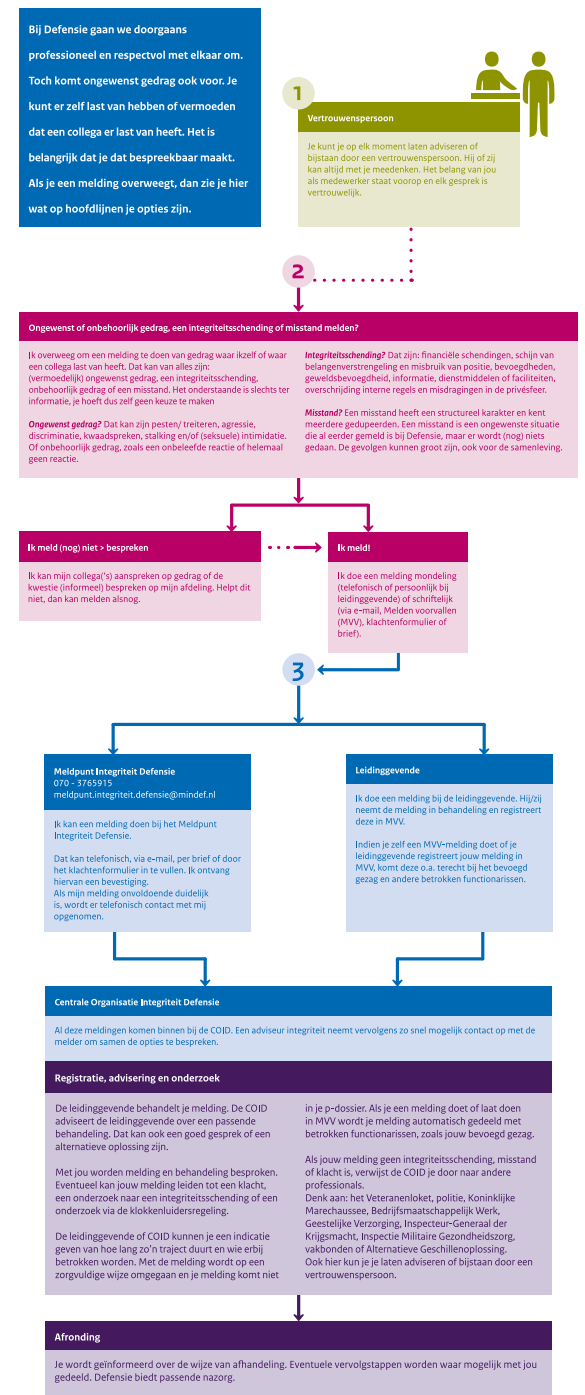 Bij Defensie gaan we doorgaans
professioneel en respectvol met elkaar om.
Toch komt ongewenst gedrag ook voor. Je
kunt er zelf last van hebben of vermoeden
dat een collega er last van heeft. Het is
belangrijk dat je dat bespreekbaar maakt.
Als je een melding overweegt, dan zie je hier
wat op hoofdlijnen je opties zijn.
1
Vertrouwenspersoon
Je kunt je op elk moment laten adviseren of
bijstaan door een vertrouwenspersoon. Hij of zij
kan altijd met je meedenken. Het belang van jou
als medewerker staat voorop en elk gesprek is
vertrouwelijk.
2
Ongewenst of onbehoorlijk gedrag, een integriteitsschending of misstand melden?
Ik overweeg om een melding te doen van gedrag waar ikzelf of waar
een collega last van heeft. Dat kan van alles zijn:
(vermoedelijk) ongewenst gedrag, een integriteitsschending,
onbehoorlijk gedrag of een misstand. Het onderstaande is slechts ter
informatie, je hoeft dus zelf geen keuze te maken
Ongewenst gedrag? Dat kan zijn pesten/ treiteren, agressie,
discriminatie, kwaadspreken, stalking en/of (seksuele) intimidatie.
Of onbehoorlijk gedrag, zoals een onbeleefde reactie of helemaal
geen reactie.
Integriteitsschending? Dat zijn: financiële schendingen, schijn van
belangenverstrengeling en misbruik van positie, bevoegdheden,
geweldsbevoegdheid, informatie, dienstmiddelen of faciliteiten,
overschrijding interne regels en misdragingen in de privésfeer.
Misstand? Een misstand heeft een structureel karakter en kent
meerdere gedupeerden. Een misstand is een ongewenste situatie
die al eerder gemeld is bij Defensie, maar er wordt (nog) niets
gedaan. De gevolgen kunnen groot zijn, ook voor de samenleving.
Ik meld (nog) niet > bespreken
Ik kan mijn collega('s) aanspreken op gedrag of de
kwestie (informeel) bespreken op mijn afdeling. Helpt dit
niet, dan kan melden alsnog.
Ik meld!
Ik doe een melding mondeling
(telefonisch of persoonlijk bij
leidinggevende) of schriftelijk
(via e-mail, Melden voorvallen
(MVV), klachtenformulier of
brief).
3
Meldpunt Integriteit Defensie
070 - 3765915
meldpunt.integriteit.defensie@mindef.nl
Ik kan een melding doen bij het Meldpunt
Integriteit Defensie.
Dat kan telefonisch, via e-mail, per brief of door
het klachtenformulier in te vullen. Ik ontvang
hiervan een bevestiging.
Als mijn melding onvoldoende duidelijk
is, wordt er telefonisch contact met mij
opgenomen.
Leidinggevende
Ik doe een melding bij de leidinggevende. Hij/zij
neemt de melding in behandeling en registreert
deze in MVV.
Indien je zelf een MVV-melding doet of je
leidinggevende registreert jouw melding in
MVV, komt deze o.a. terecht bij het bevoegd
gezag en andere betrokken functionarissen.
Centrale Organisatie Integriteit Defensie
Al deze meldingen komen binnen bij de COID. Een adviseur integriteit neemt vervolgens zo snel mogelijk contact op met de
melder om samen de opties te bespreken.
Registratie, advisering en onderzoek
De leidinggevende behandelt je melding. De COID
adviseert de leidinggevende over een passende
behandeling. Dat kan ook een goed gesprek of een
alternatieve oplossing zijn.
Met jou worden melding en behandeling besproken.
Eventueel kan jouw melding leiden tot een klacht,
een onderzoek naar een integriteitsschending of een
onderzoek via de klokkenluidersregeling.
De leidinggevende of COID kunnen je een indicatie
geven van hoe lang zo'n traject duurt en wie erbij
betrokken worden. Met de melding wordt op een
zorgvuldige wijze omgegaan en je melding komt niet
in je p-dossier. Als je een melding doet of laat doen
in MVV wordt je melding automatisch gedeeld met
betrokken functionarissen, zoals jouw bevoegd gezag.
Als jouw melding geen integriteitsschending, misstand
of klacht is, verwijst de COID je door naar andere
professionals.
Denk aan: het Veteranenloket, politie, Koninklijke
Marechaussee, Bedrijfsmaatschappelijk Werk,
Geestelijke Verzorging, Inspecteur-Generaal der
Krijgsmacht, Inspectie Militaire Gezondheidszorg,
vakbonden of Alternatieve Geschillenoplossing.
Ook hier kun je je laten adviseren of bijstaan door een
vertrouwenspersoon.
Afronding
Je wordt geïnformeerd over de wijze van afhandeling. Eventuele vervolgstappen worden waar mogelijk met jou
gedeeld. Defensie biedt passende nazorg.